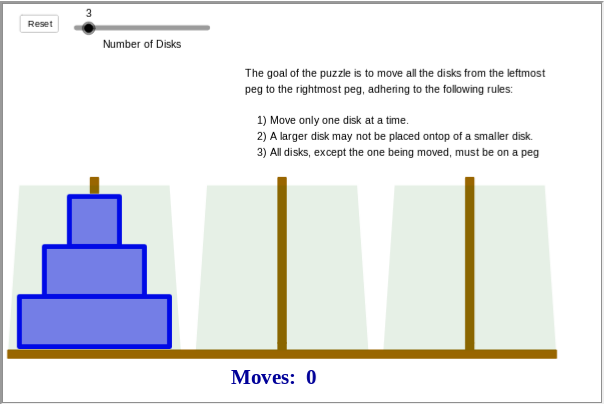 3
Reset
Number of Disks
The goal of the puzzle is to move all the disks from the leftmost
peg to the rightmost peg, adhering to the following rules:
1) Move only one disk at a time.
2) A larger disk may not be placed ontop of a smaller disk.
3) All disks, except the one being moved, must be on a peg
Moves: 0